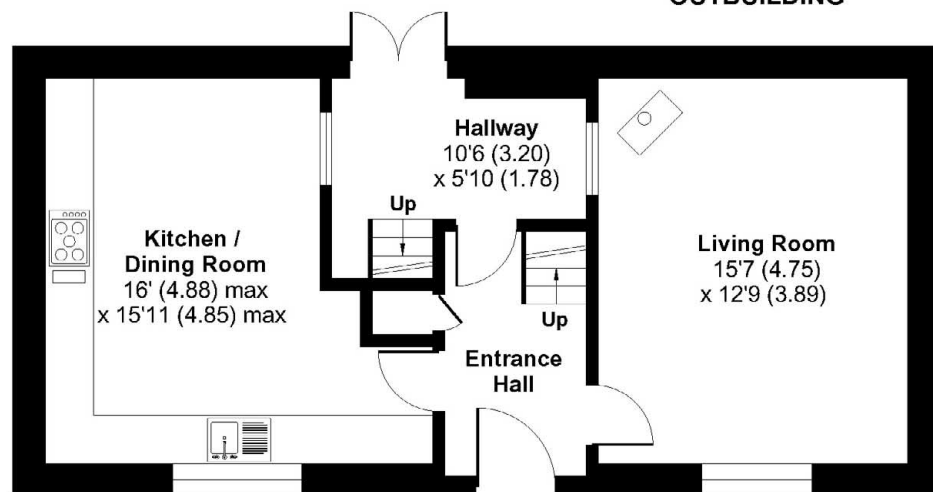 OUTBUILDING
Hallway
10'6 (3.20)
x 5'10 (1.78)
Up
Kitchen /
Dining Room
16' (4.88) max
x 15'11 (4.85) max
Living Room
15'7 (4.75)
x 12'9 (3.89)
Up
Entrance
Hall